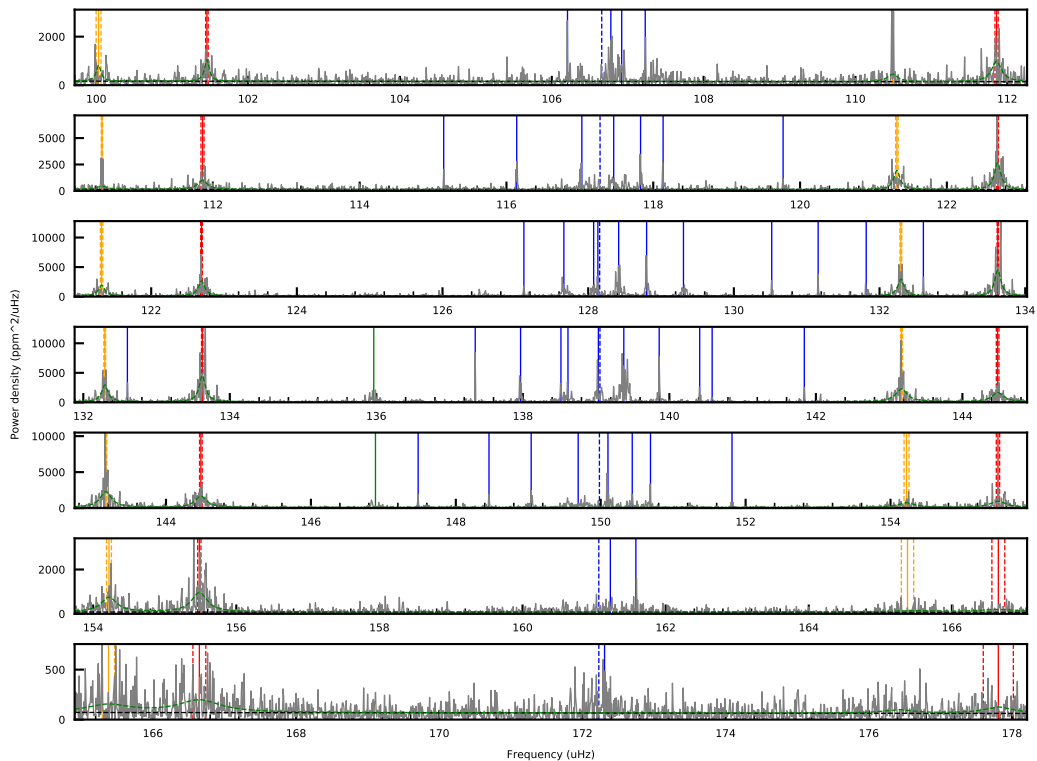 2000
0
100 102 104 106 108 110 112
5000
2500
0
112 114 116 118 120 122
10000
5000
0
122 124 126 128 130 132 134
10000
5000
0
132 134 136 138 140 142 144
10000
5000
0
144 146 148 150 152 154
2000
0
154 156 158 160 162 164 166
500
0
166 168 170 172 174 176 178
Power density (ppm^2/uHz)
Frequency (uHz)